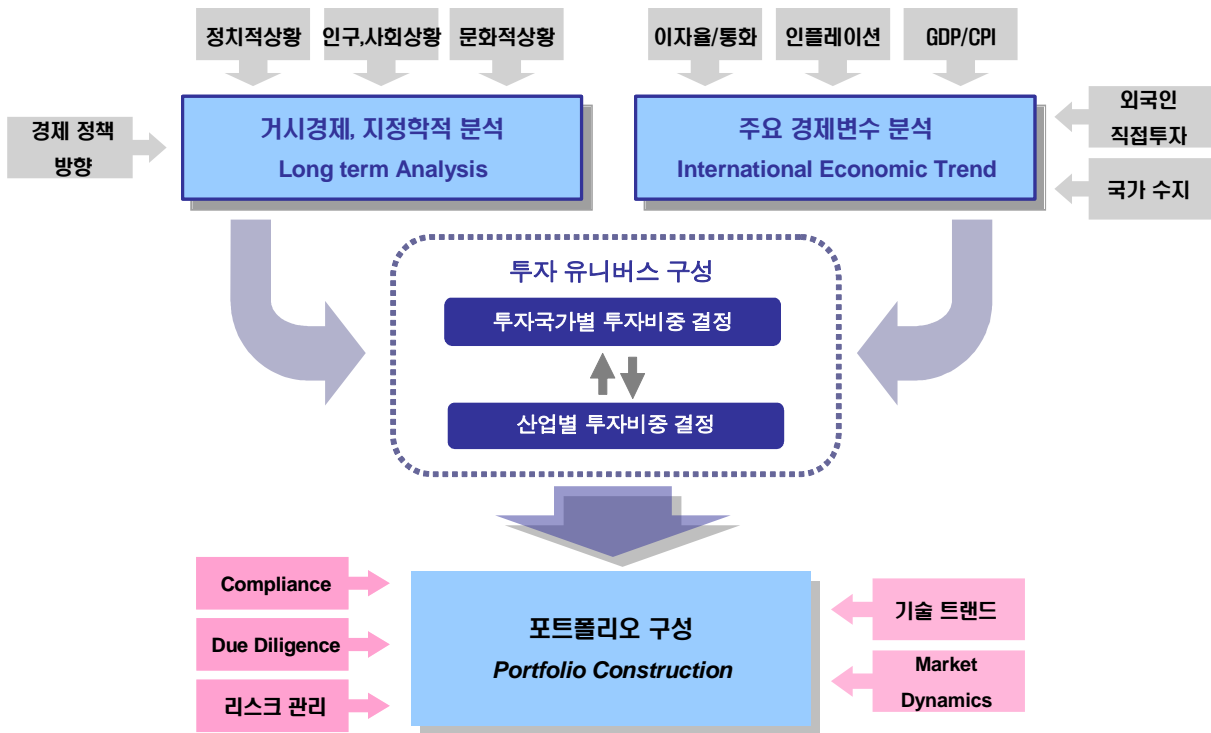 정치적상황
인구,사회상황
문화적상황
이자율/통화
인플레이션
GDP/CPI
경제 정책
방향
거시경제, 지정학적 분석
Long term Analysis
주요 경제변수 분석
International Economic Trend
외국인
직접투자
국가 수지
투자 유니버스 구성
투자국가별 투자비중 결정
산업별 투자비중 결정
Compliance
Due Diligence
리스크 관리
포트폴리오 구성
Portfolio Construction
기술 트랜드
Market
Dynamics